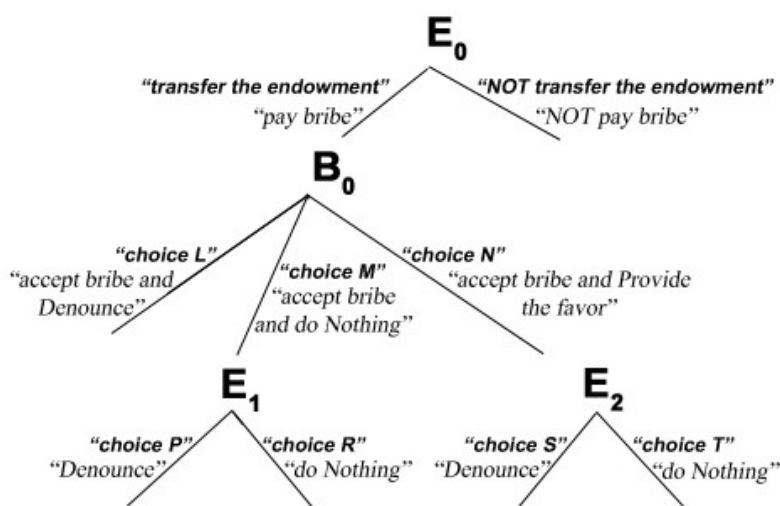 E0
“transfer the endowment” “NOT transfer the endowment”
“pay bribe” “NOT pay bribe”
B0
“choice L” “choice N”
“accept bribe and “choice M” “accept bribe and Provide
Denounce” “accept bribe the favor”
and do Nothing”
E1 E2
“choice P” “choice R” “choice S” “choice T”
“Denounce” “do Nothing” “Denounce” “do Nothing”